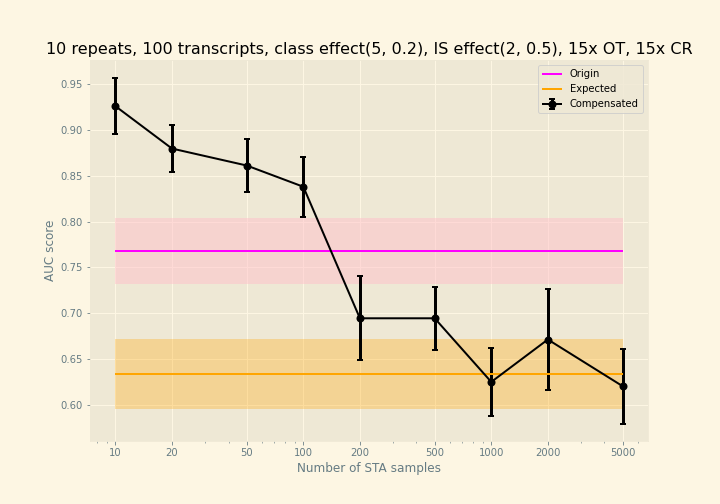 10 repeats, 100 transcripts, class effect(5, 0.2), IS effect(2, 0.5), 15x OT, 15x CR
Origin
Expected
Compensated
AUC score
0.95
0.90
0.85
0.80
0.75
0.70
0.65
0.60
10 20 50 100 200 500 1000 2000 5000
Number of STA samples